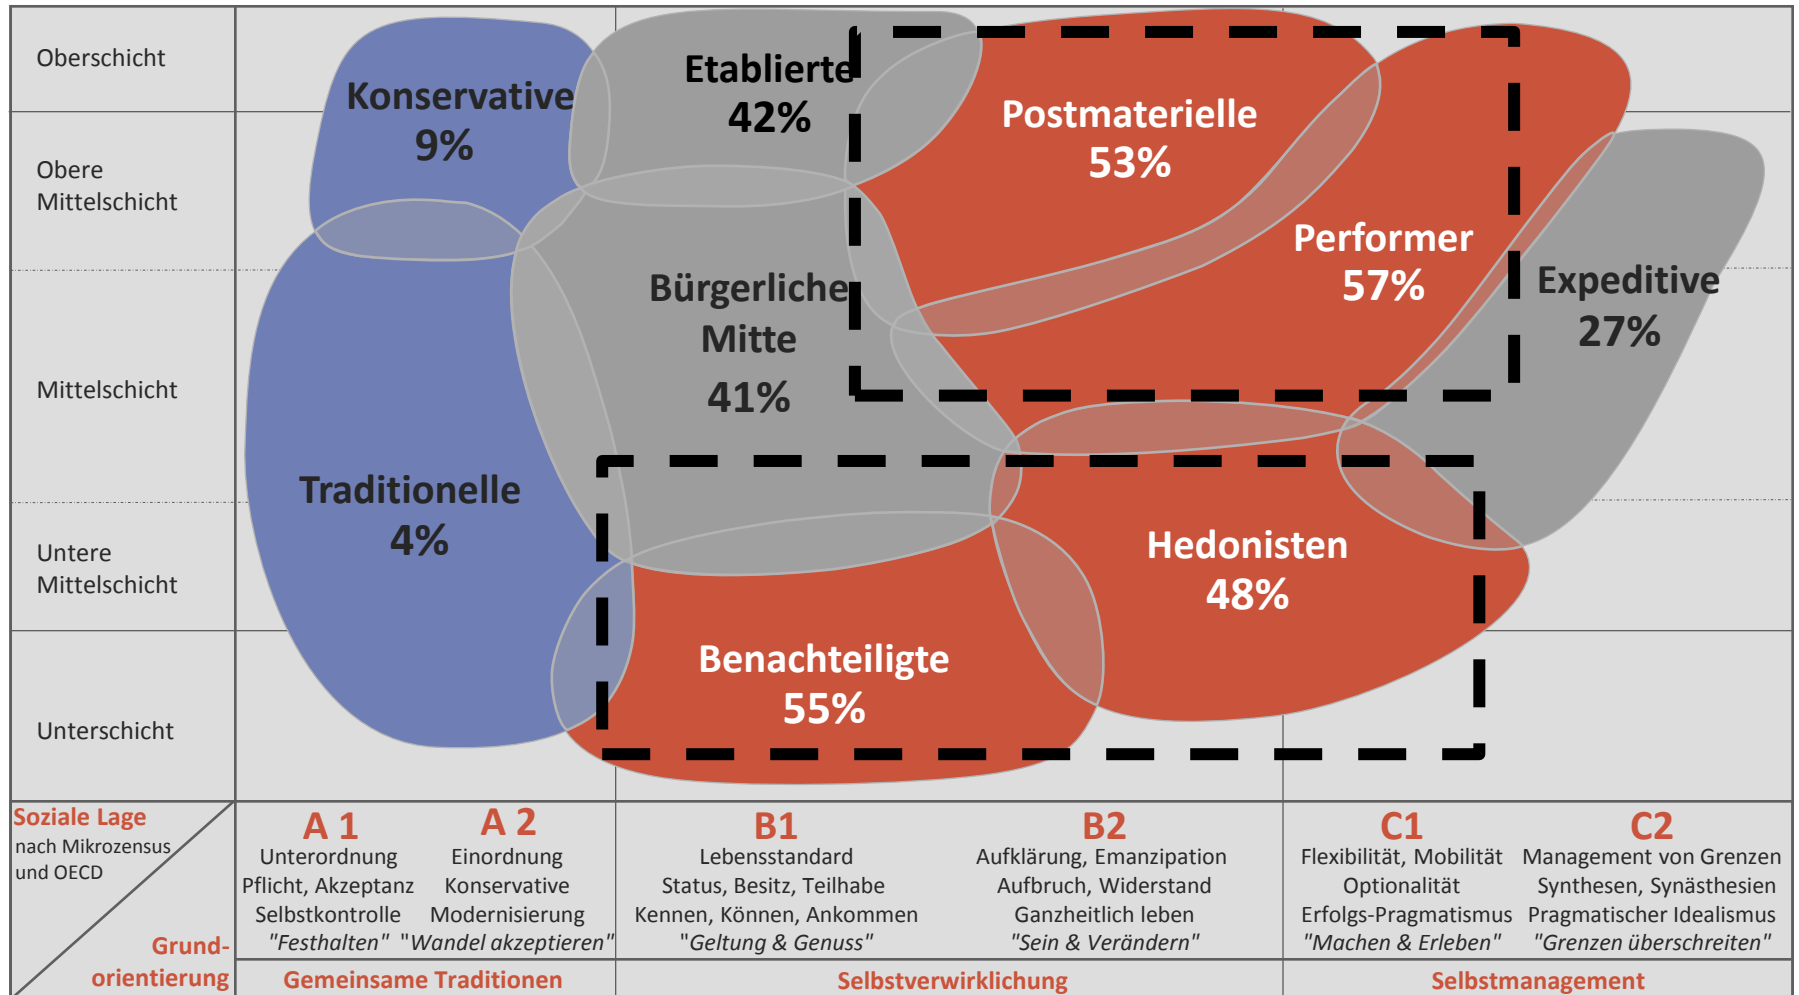 Oberschicht
Obere
Mittelschicht
Mittelschicht
Untere
Mittelschicht
Unterschicht
Konservative
9%
Etablierte
42%
Postmaterielle
53%
Performer
57%
Expeditive
27%
Bürgerliche
Mitte
41%
Traditionelle
4%
Hedonisten
48%
Benachteiligte
55%
Soziale Lage
nach Mikrozensus
und OECD
Grund-
orientierung
A 1
Unterordnung
Pflicht, Akzeptanz
Selbstkontrolle
"Festhalten"
A 2
Einordnung
Konservative
Modernisierung
"Wandel akzeptieren"
B1
Lebensstandard
Status, Besitz, Teilhabe
Kennen, Können, Ankommen
"Geltung & Genuss"
B2
Aufklärung, Emanzipation
Aufbruch, Widerstand
Ganzheitlich leben
"Sein & Verändern"
C1
Flexibilität, Mobilität
Optionalität
Erfolgs-Pragmatismus
"Machen & Erleben"
C2
Management von Grenzen
Synthesen, Synästhesien
Pragmatischer Idealismus
"Grenzen überschreiten"
Gemeinsame Traditionen
Selbstverwirklichung
Selbstmanagement